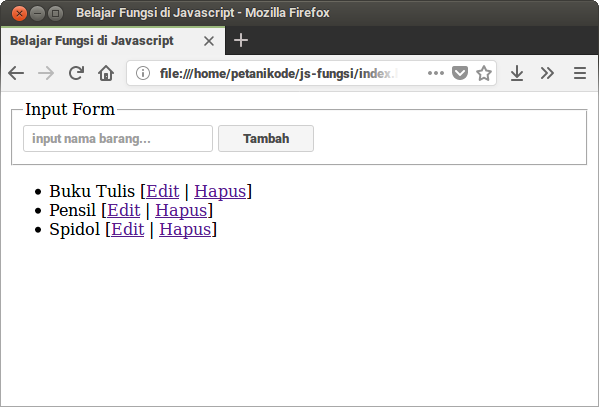 Belajar Fungsi di Javascript - Mozilla Firefox
Belajar Fungsi di Javascript
file:///home/petanikode/js-fungsi/index.
Input Form
input nama barang...
Tambah
Buku Tulis [Edit | Hapus]
Pensil [Edit | Hapus]
Spidol [Edit | Hapus]